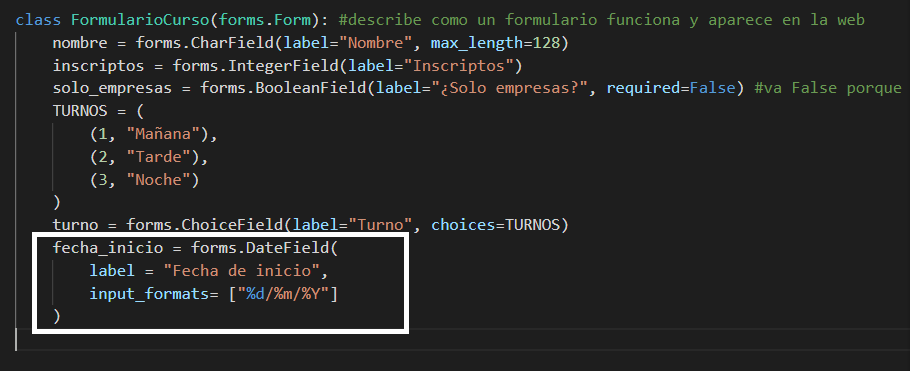 class FormularioCurso(forms.Form): #describe como un formulario funciona y aparece en la web
    nombre = forms.CharField(label="Nombre", max_length=128)
    inscriptos = forms.IntegerField(label="Inscriptos")
    solo_empresas = forms.BooleanField(label="¿Solo empresas?", required=False) #va False porque
    TURNOS = (
        (1, "Mañana"),
        (2, "Tarde"),
        (3, "Noche")
    )
    turno = forms.ChoiceField(label="Turno", choices=TURNOS)
    fecha_inicio = forms.DateField(
        label = "Fecha de inicio",
        input_formats= ["%d/%m/%Y"]
    )